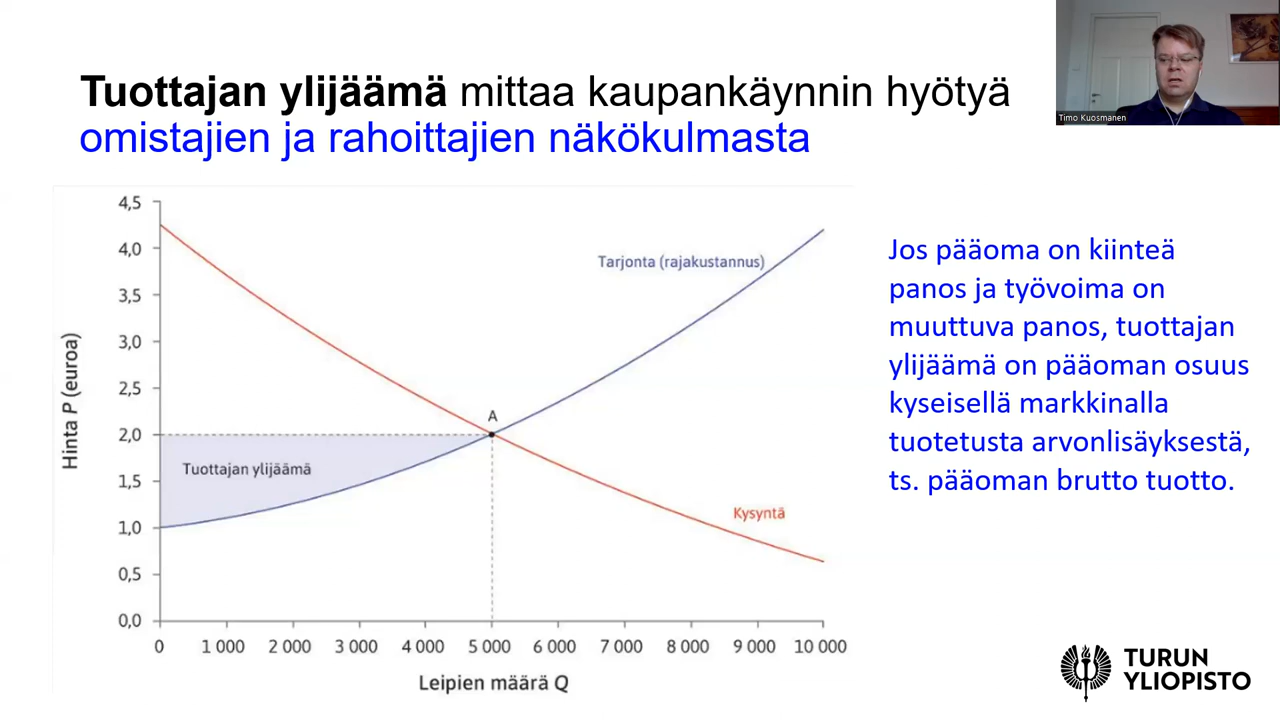 Tuottajan ylijäämä mittaa kaupankäynnin hyötyä
omistajien ja rahoittajien näkökulmasta
Timo Kuosmanen
4,5
4,0
3,5
3,0
2,5
2,0
1,5
1,0
0,5
0,0
Hinta P (euroa)
Tarjonta (rajakustannus)
A
Tuottajan ylijäämä
Kysyntä
0
1 000
2 000
3 000
4 000
5 000
6 000
7 000
8 000
9 000
10 000
Leipien määrä Q
Jos pääoma on kiinteä
panos ja työvoima on
muuttuva panos, tuottajan
ylijäämä on pääoman osuus
kyseisellä markkinalla
tuotetusta arvonlisäyksestä,
ts. pääoman brutto tuotto.
TURUN
YLIOPISTO